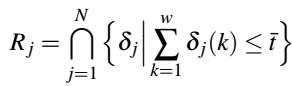 $R_j = \bigcap_{j=1}^{N} \left\{ \delta_j \middle| \sum_{k=1}^{w} \delta_j(k) \leq \bar{t} \right\}$